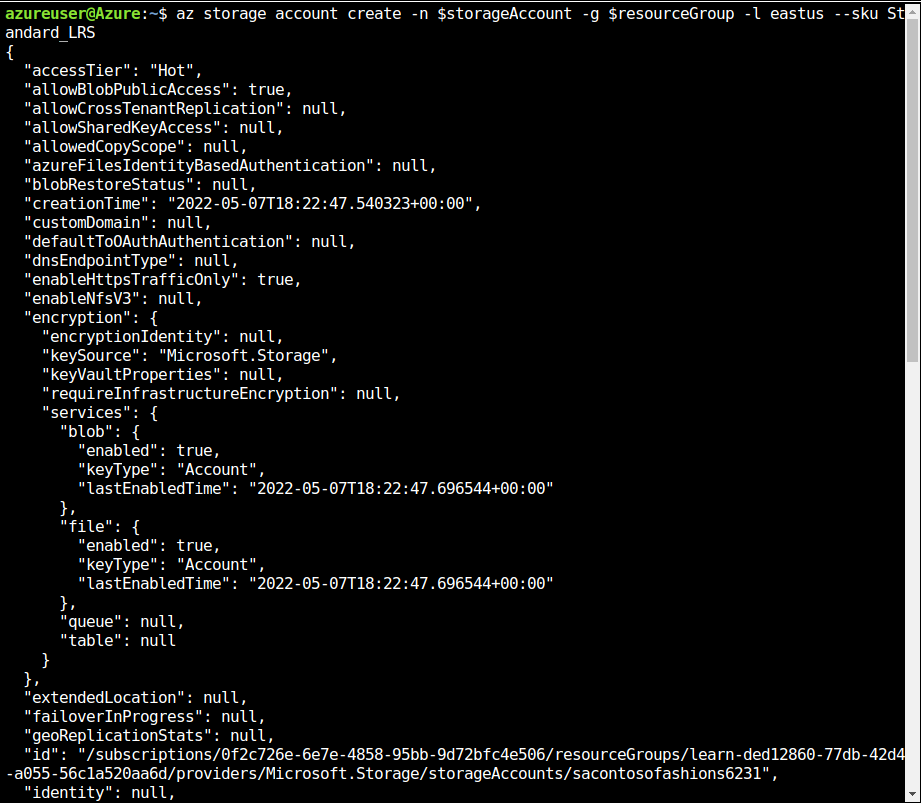 azureuser@Azure:~$ az storage account create -n $storageAccount -g $resourceGroup -l eastus --sku St
andard_LRS
{
  "accessTier": "Hot",
  "allowBlobPublicAccess": true,
  "allowCrossTenantReplication": null,
  "allowSharedKeyAccess": null,
  "allowedCopyScope": null,
  "azureFilesIdentityBasedAuthentication": null,
  "blobRestoreStatus": null,
  "creationTime": "2022-05-07T18:22:47.540323+00:00",
  "customDomain": null,
  "defaultToOAuthAuthentication": null,
  "dnsEndpointType": null,
  "enableHttpsTrafficOnly": true,
  "enableNfsV3": null,
  "encryption": {
    "encryptionIdentity": null,
    "keySource": "Microsoft.Storage",
    "keyVaultProperties": null,
    "requireInfrastructureEncryption": null,
    "services": {
      "blob": {
        "enabled": true,
        "keyType": "Account",
        "lastEnabledTime": "2022-05-07T18:22:47.696544+00:00"
      },
      "file": {
        "enabled": true,
        "keyType": "Account",
        "lastEnabledTime": "2022-05-07T18:22:47.696544+00:00"
      },
      "queue": null,
      "table": null
    }
  },
  "extendedLocation": null,
  "failoverInProgress": null,
  "geoReplicationStats": null,
  "id": "/subscriptions/0f2c726e-6e7e-4858-95bb-9d72bfc4e506/resourceGroups/learn-ded12860-77db-42d4
-a055-56c1a520aa6d/providers/Microsoft.Storage/storageAccounts/sacontosofashions6231",
  "identity": null,